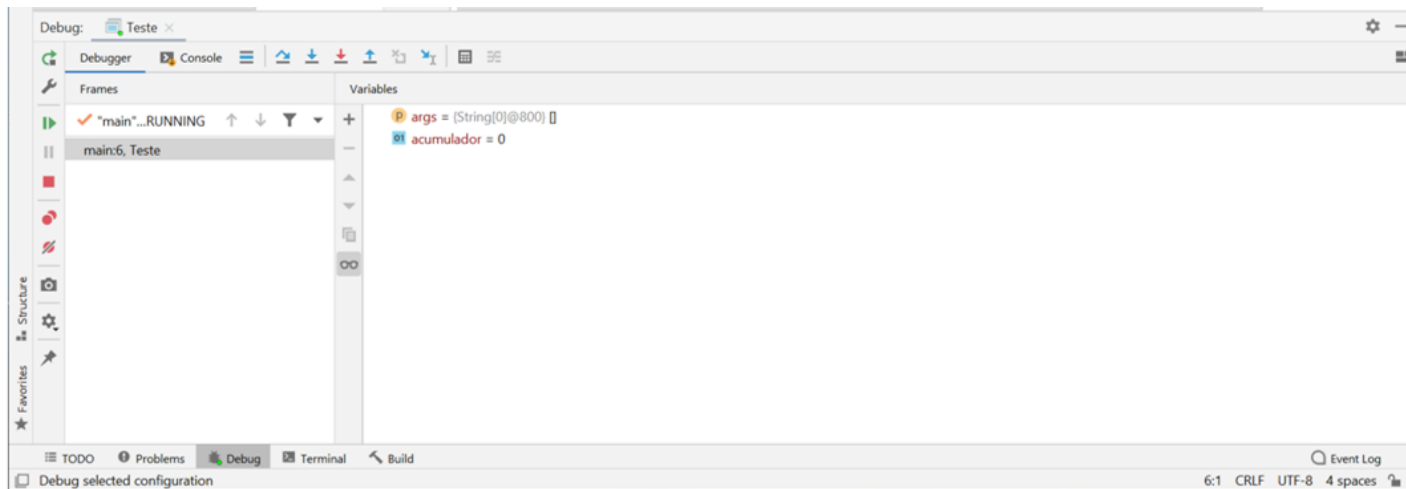 Debug: Teste
Debugger Console
Frames Variables
"main"...RUNNING
main:6, Teste
P args = {String[0]@800} []
01 acumulador = 0
Structure
Favorites
TODO Problems Debug Terminal Build Event Log
Debug selected configuration 6:1 CRLF UTF-8 4 spaces